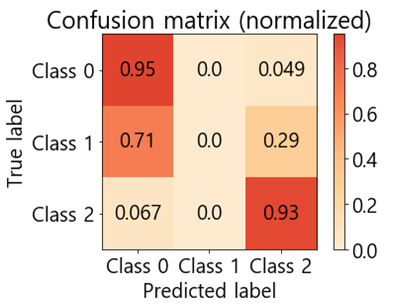 Confusion matrix (normalized)
True label
Class 0 0.95 0.0 0.049
Class 1 0.71 0.0 0.29
Class 2 0.067 0.0 0.93
Class 0 Class 1 Class 2
Predicted label
0.8
0.6
0.4
0.2
0.0